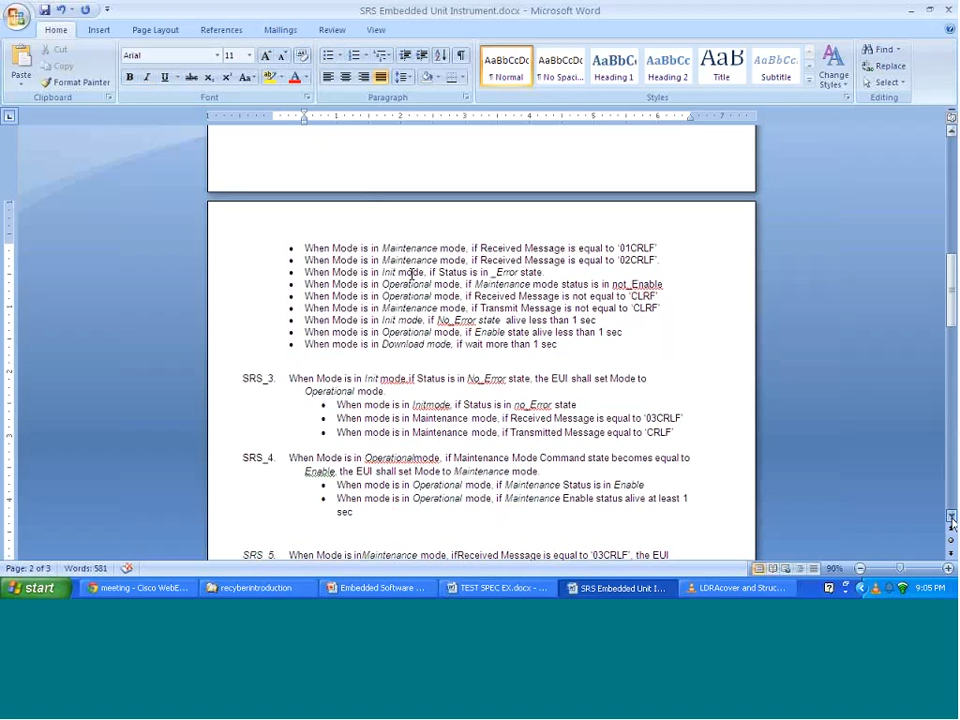 SRS Embedded Unit Instrument.docx - Microsoft Word
Home Insert Page Layout References Mailings Review View
Cut
Copy
Format Painter
Paste
Clipboard
Arial 11
Font
Paragraph
AaBbCcDc AaBbCcDc AaBbC AaBbCc AaB AaBbCc.
¶ Normal ¶ No Spaci... Heading 1 Heading 2 Title Subtitle
Change Styles
Styles
Find
Replace
Select
Editing
1 1 2 3 4 5 6 7
• When Mode is in Maintenance mode, if Received Message is equal to '01CRLF'
• When Mode is in Maintenance mode, if Received Message is equal to '02CRLF'.
• When Mode is in Init mode, if Status is in _Error state.
• When Mode is in Operational mode, if Maintenance mode status is in not_Enable
• When Mode is in Operational mode, if Received Message is not equal to 'CLRF'
• When Mode is in Maintenance mode, if Transmit Message is not equal to 'CLRF'
• When mode is in Init mode, if No_Error state alive less than 1 sec
• When mode is in Operational mode, if Enable state alive less than 1 sec
• When mode is in Download mode, if wait more than 1 sec
SRS_3. When Mode is in Init mode,if Status is in No_Error state, the EUI shall set Mode to
Operational mode.
• When mode is in Initmode, if Status is in no_Error state
• When mode is in Maintenance mode, if Received Message is equal to '03CRLF'
• When mode is in Maintenance mode, if Transmitted Message equal to 'CRLF'
SRS_4. When Mode is in Operationalmode, if Maintenance Mode Command state becomes equal to
Enable, the EUI shall set Mode to Maintenance mode.
• When mode is in Operational mode, if Maintenance Status is in Enable
• When mode is in Operational mode, if Maintenance Enable status alive at least 1
sec
SRS_5. When Mode is inMaintenance mode, ifReceived Message is equal to '03CRLF', the EUI
Page: 2 of 3 Words: 581 90%
start meeting - Cisco WebE... recyberintroduction Embedded Software ... TEST SPEC EX.docx - ... SRS Embedded Unit I... LDRAcover and Struc... 9:05 PM